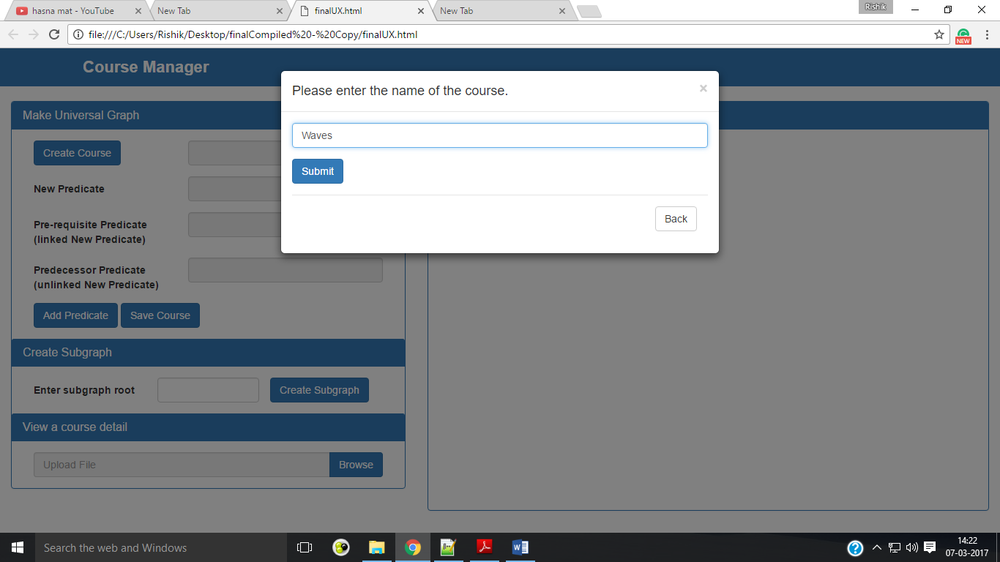 hasna mat - YouTube
New Tab
finalUX.html
New Tab
Rishik
file:///C:/Users/Rishik/Desktop/finalCompiled%20-%20Copy/finalUX.html
NEW
Course Manager
Please enter the name of the course.
×
Waves
Submit
Back
Make Universal Graph
Create Course
New Predicate
Pre-requisite Predicate
(linked New Predicate)
Predecessor Predicate
(unlinked New Predicate)
Add Predicate Save Course
Create Subgraph
Enter subgraph root Create Subgraph
View a course detail
Upload File Browse
Search the web and Windows
14:22
07-03-2017